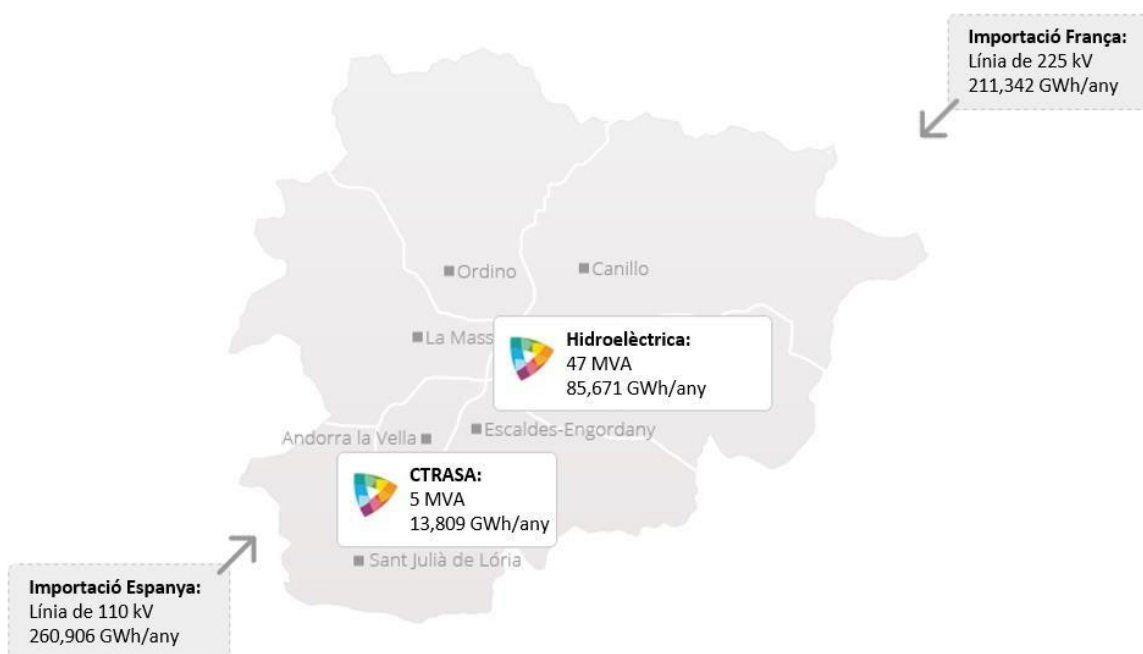 Importació França:
Línia de 225 kV
211,342 GWh/any
Ordino
Canillo
La Mass
Hidroelèctrica:
47 MVA
85,671 GWh/any
Escaldes-Engordany
Andorra la Vella
CTRASA:
5 MVA
13,809 GWh/any
Sant Julià de Lória
Importació Espanya:
Línia de 110 kV
260,906 GWh/any